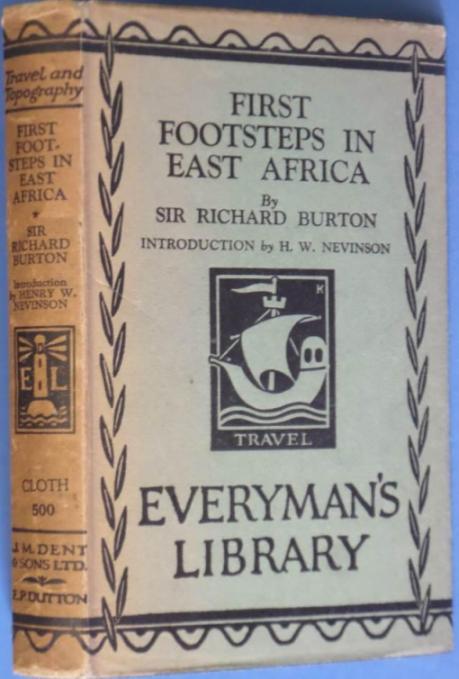 Travel and
Topography
FIRST
FOOT-
STEPS IN
EAST
AFRICA
SIR
RICHARD
BURTON
Introduction
by HENRY W.
NEVINSON
E L
CLOTH
500
J.M. DENT
& SONS LTD.
E.P. DUTTON
FIRST
FOOTSTEPS IN
EAST AFRICA
By
SIR RICHARD BURTON
INTRODUCTION by H. W. NEVINSON
K
TRAVEL
EVERYMAN'S
LIBRARY